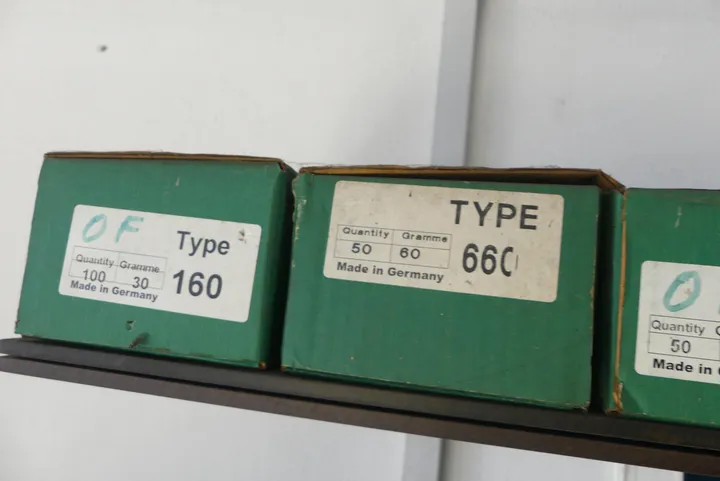 OF
Type
Quantity Gramme
100 30
160
Made in Germany
TYPE
Quantity Gramme
50 60
660
Made in Germany
O
Quantity
50
Made in